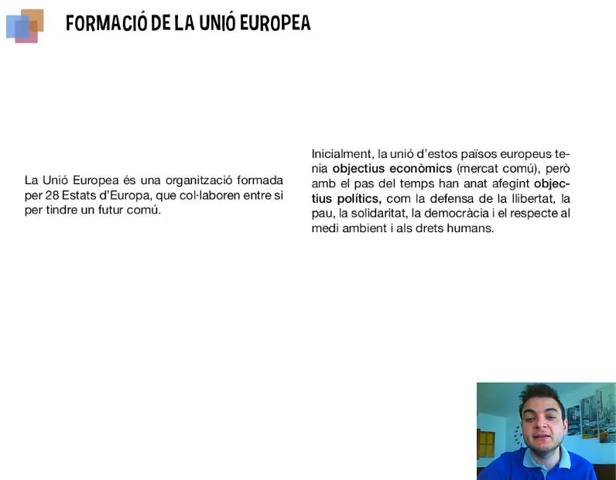 FORMACIÓ DE LA UNIÓ EUROPEA
La Unió Europea és una organització formada
per 28 Estats d'Europa, que col·laboren entre si
per tindre un futur comú.
Inicialment, la unió d'estos països europeus te-
nia objectius econòmics (mercat comú), però
amb el pas del temps han anat afegint objec-
tius polítics, com la defensa de la llibertat, la
pau, la solidaritat, la democràcia i el respecte al
medi ambient i als drets humans.